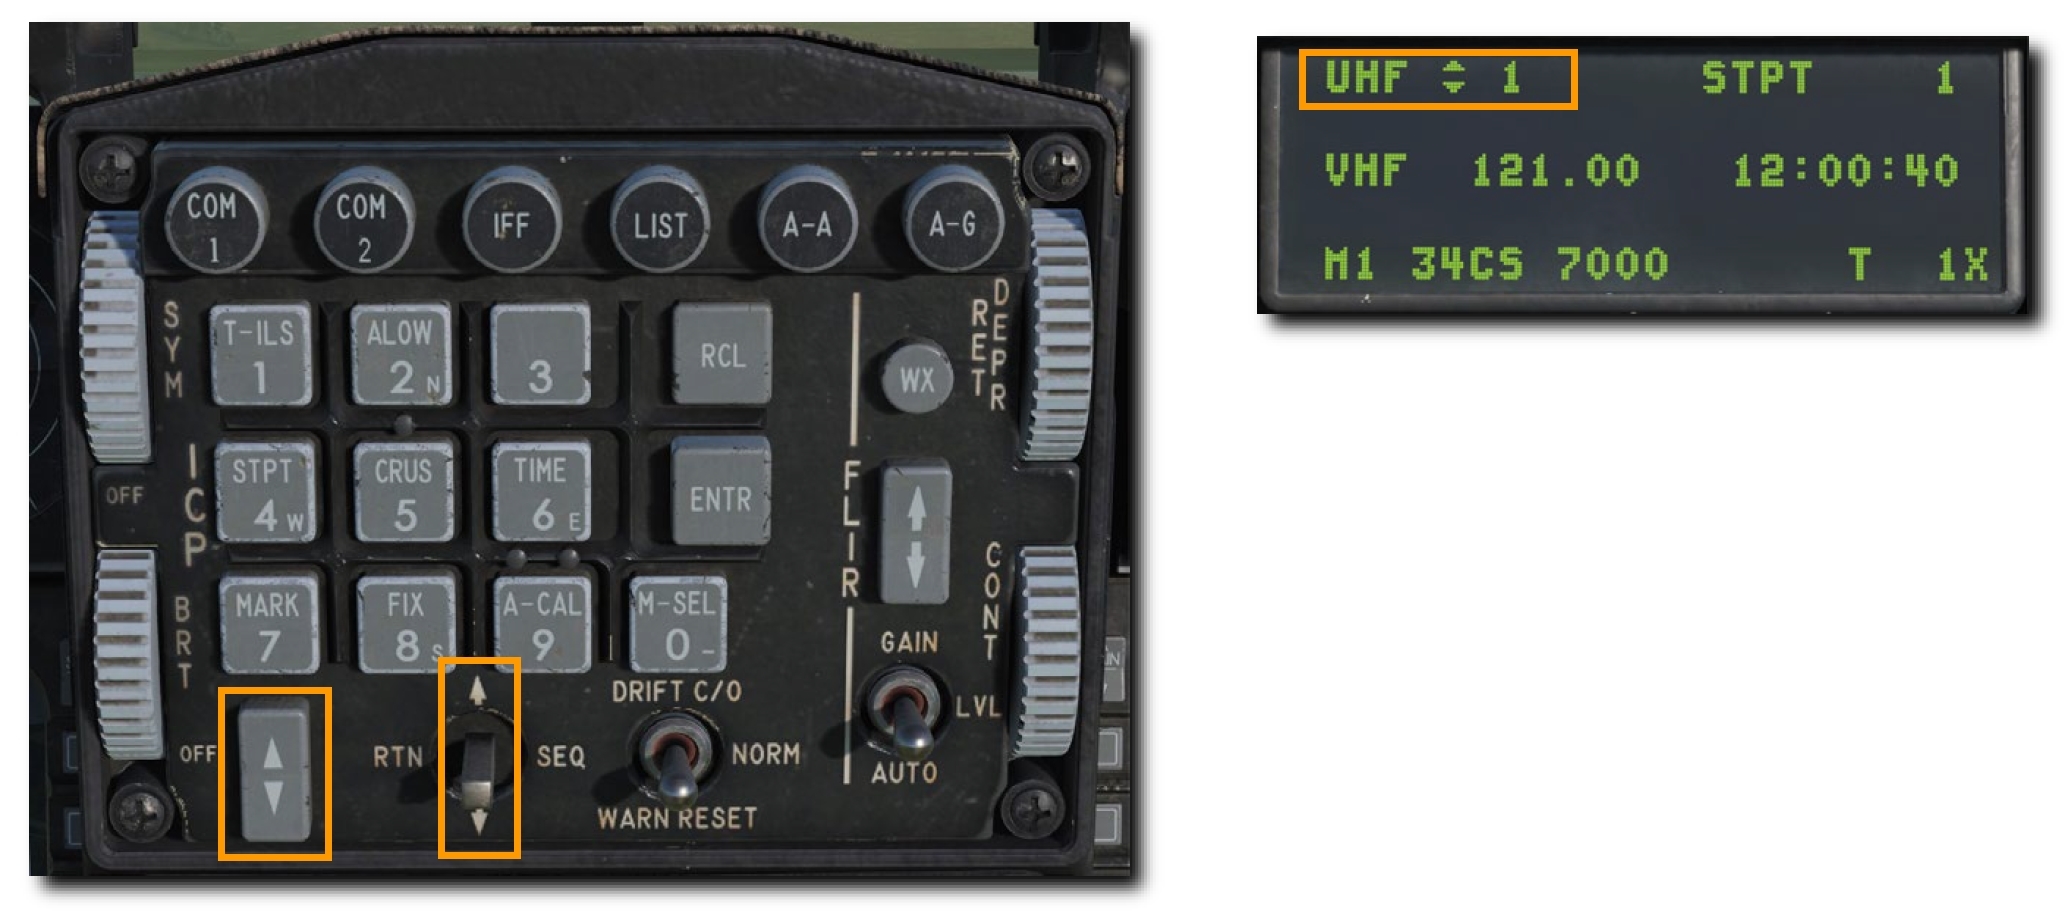 COM 1
COM 2
IFF
LIST
A-A
A-G
SYM
T-ILS 1
ALOW 2 N
3
RCL
WX
RET
DEPR
ICP
OFF
STPT 4 W
CRUS 5
TIME 6 E
ENTR
FLIR
CONT
BRT
MARK 7
FIX 8 S
A-CAL 9
M-SEL 0 -
GAIN
LVL
AUTO
OFF
RTN
SEQ
DRIFT C/O
NORM
WARN RESET
UHF 1 STPT 1
VHF 121.00 12:00:40
M1 34CS 7000 T 1X